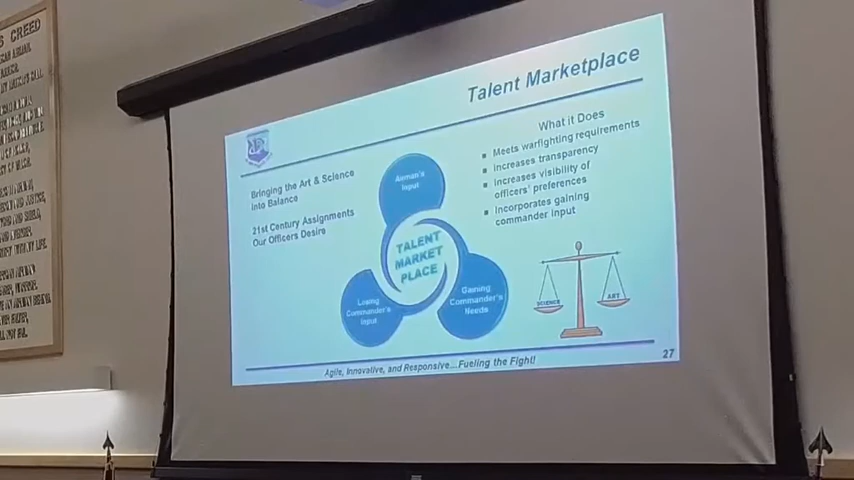 S CREED
Talent Marketplace
Bringing the Art & Science
into Balance
21st Century Assignments
Our Officers Desire
Airman's
Input
TALENT
MARKET
PLACE
Losing
Commander's
Input
Gaining
Commander's
Needs
What it Does
▪ Meets warfighting requirements
▪ Increases transparency
▪ Increases visibility of
officers' preferences
▪ Incorporates gaining
commander input
SCIENCE
ART
Agile, Innovative, and Responsive...Fueling the Fight!
27